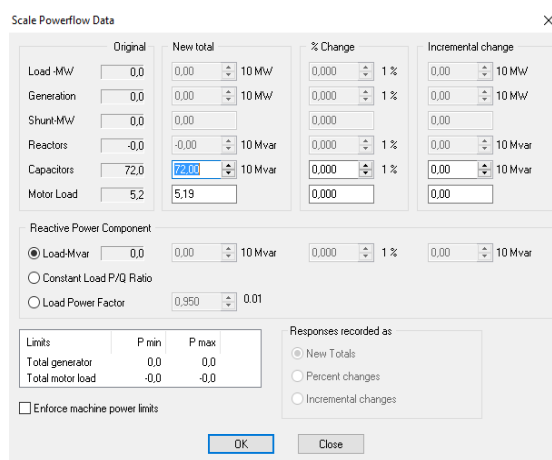 Scale Powerflow Data
Original New total % Change Incremental change
Load -MW 0,0 0,00 10 MW 0,000 1 % 0,00 10 MW
Generation 0,0 0,00 10 MW 0,000 1 % 0,00 10 MW
Shunt-MW 0,0 0,00 0,000 0,00
Reactors -0,0 -0,00 10 Mvar 0,000 1 % 0,00 10 Mvar
Capacitors 72,0 72,00 10 Mvar 0,000 1 % 0,00 10 Mvar
Motor Load 5,2 5,19 0,000 0,00
Reactive Power Component
Load-Mvar 0,0 0,00 10 Mvar 0,000 1 % 0,00 10 Mvar
Constant Load P/Q Ratio
Load Power Factor 0,950 0.01
Limits P min P max
Total generator 0,0 0,0
Total motor load -0,0 -0,0
Enforce machine power limits
Responses recorded as
New Totals
Percent changes
Incremental changes
OK Close